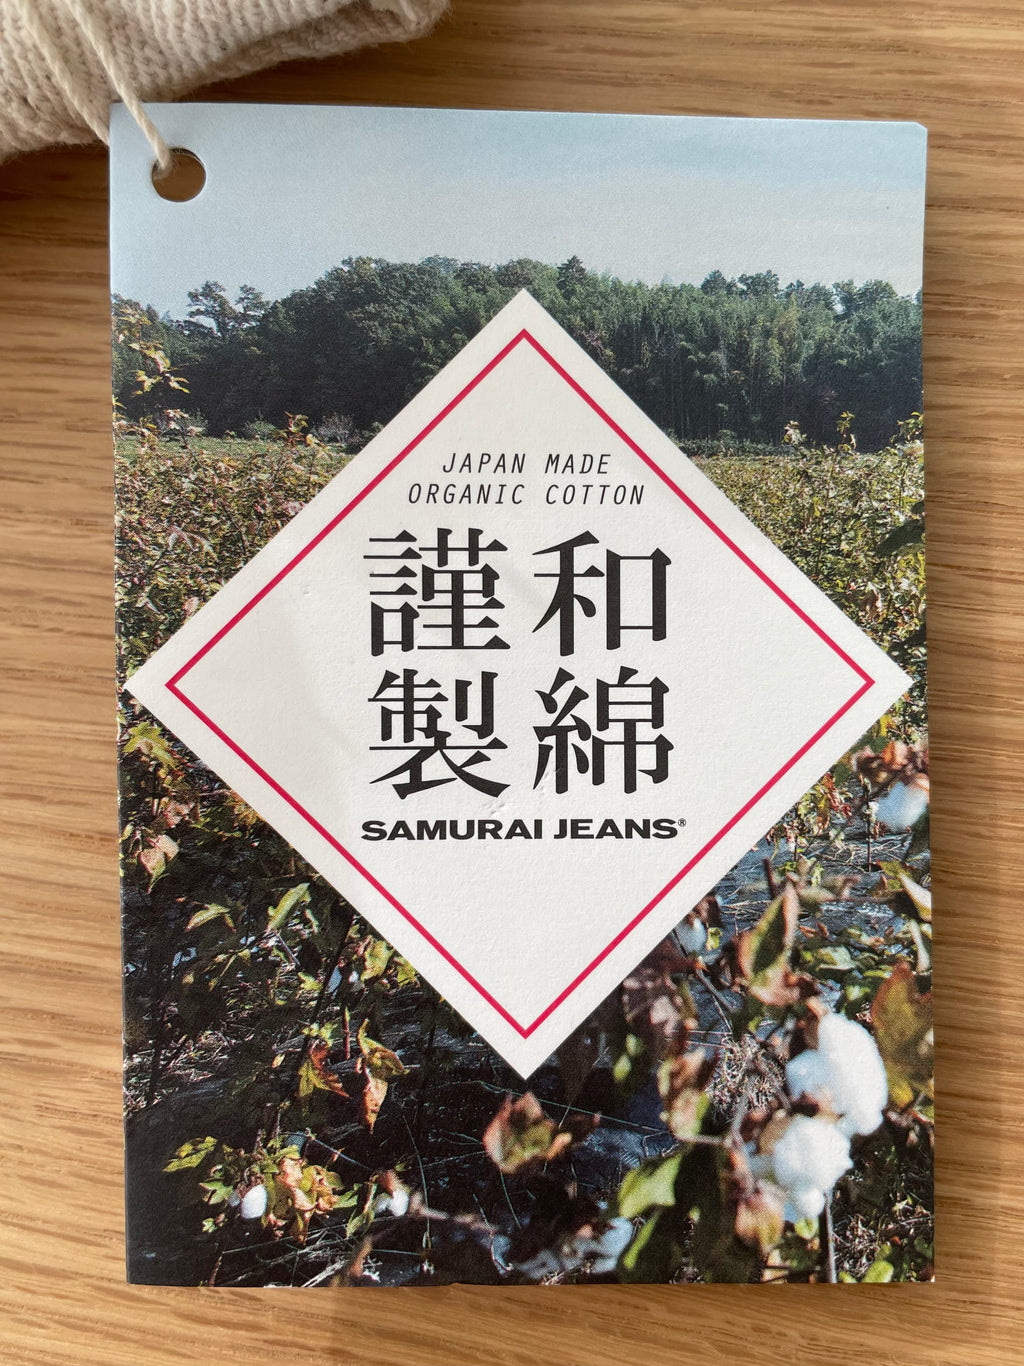 JAPAN MADE
ORGANIC COTTON
和綿
謹製
SAMURAI JEANS®